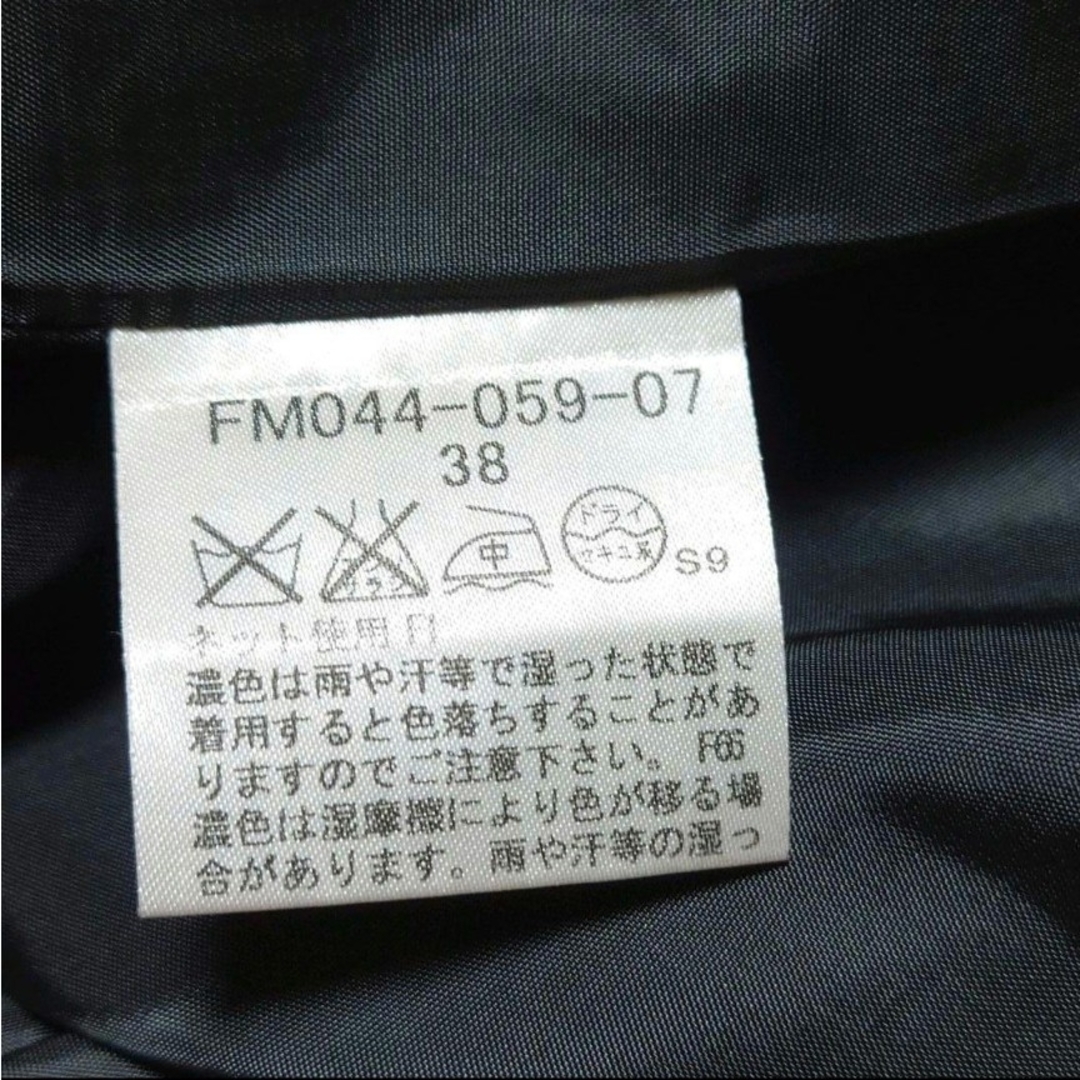 FM044-059-07
38
中
ドライ
セキユ系
S9
ネット使用
濃色は雨や汗等で湿った状態で
着用すると色落ちすることがあ
りますのでご注意下さい。 F66
濃色は湿摩擦により色が移る場
合があります。雨や汗等の湿っ